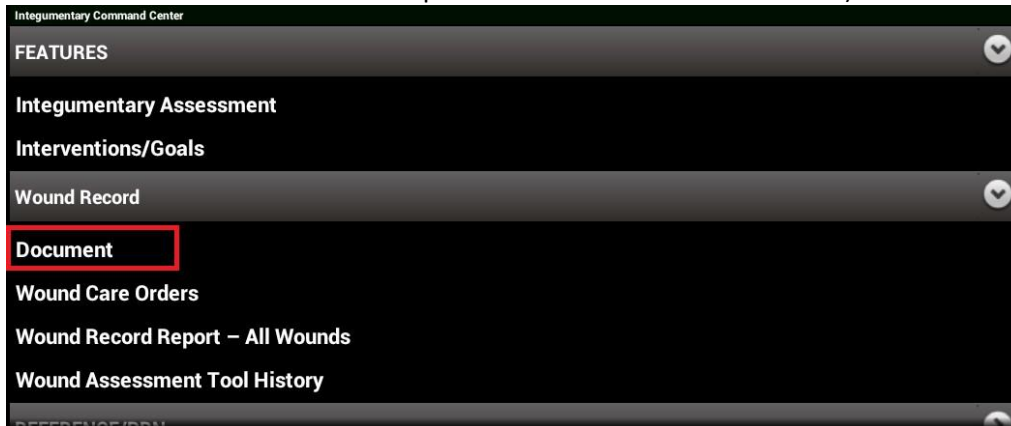 Integumentary Command Center
FEATURES
Integumentary Assessment
Interventions/Goals
Wound Record
Document
Wound Care Orders
Wound Record Report – All Wounds
Wound Assessment Tool History